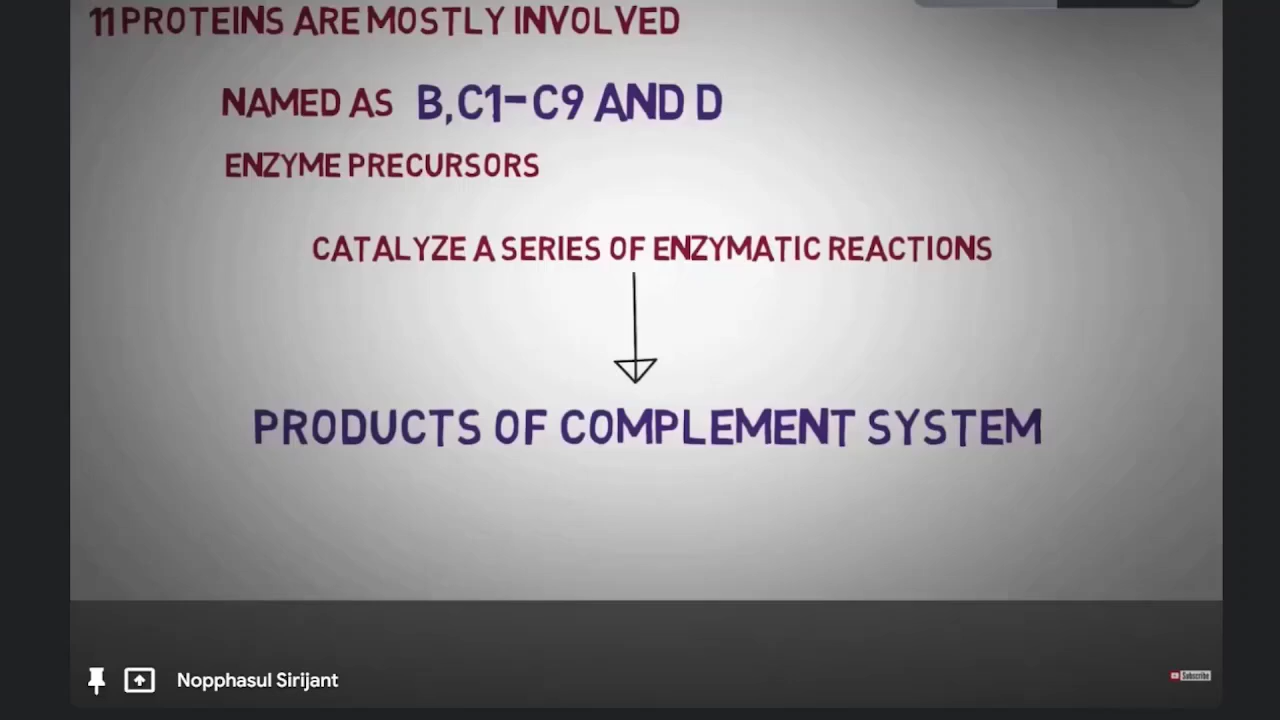 11 PROTEINS ARE MOSTLY INVOLVED
NAMED AS B,C1-C9 AND D
ENZYME PRECURSORS
CATALYZE A SERIES OF ENZYMATIC REACTIONS
PRODUCTS OF COMPLEMENT SYSTEM
Nopphasul Sirijant
Subscribe